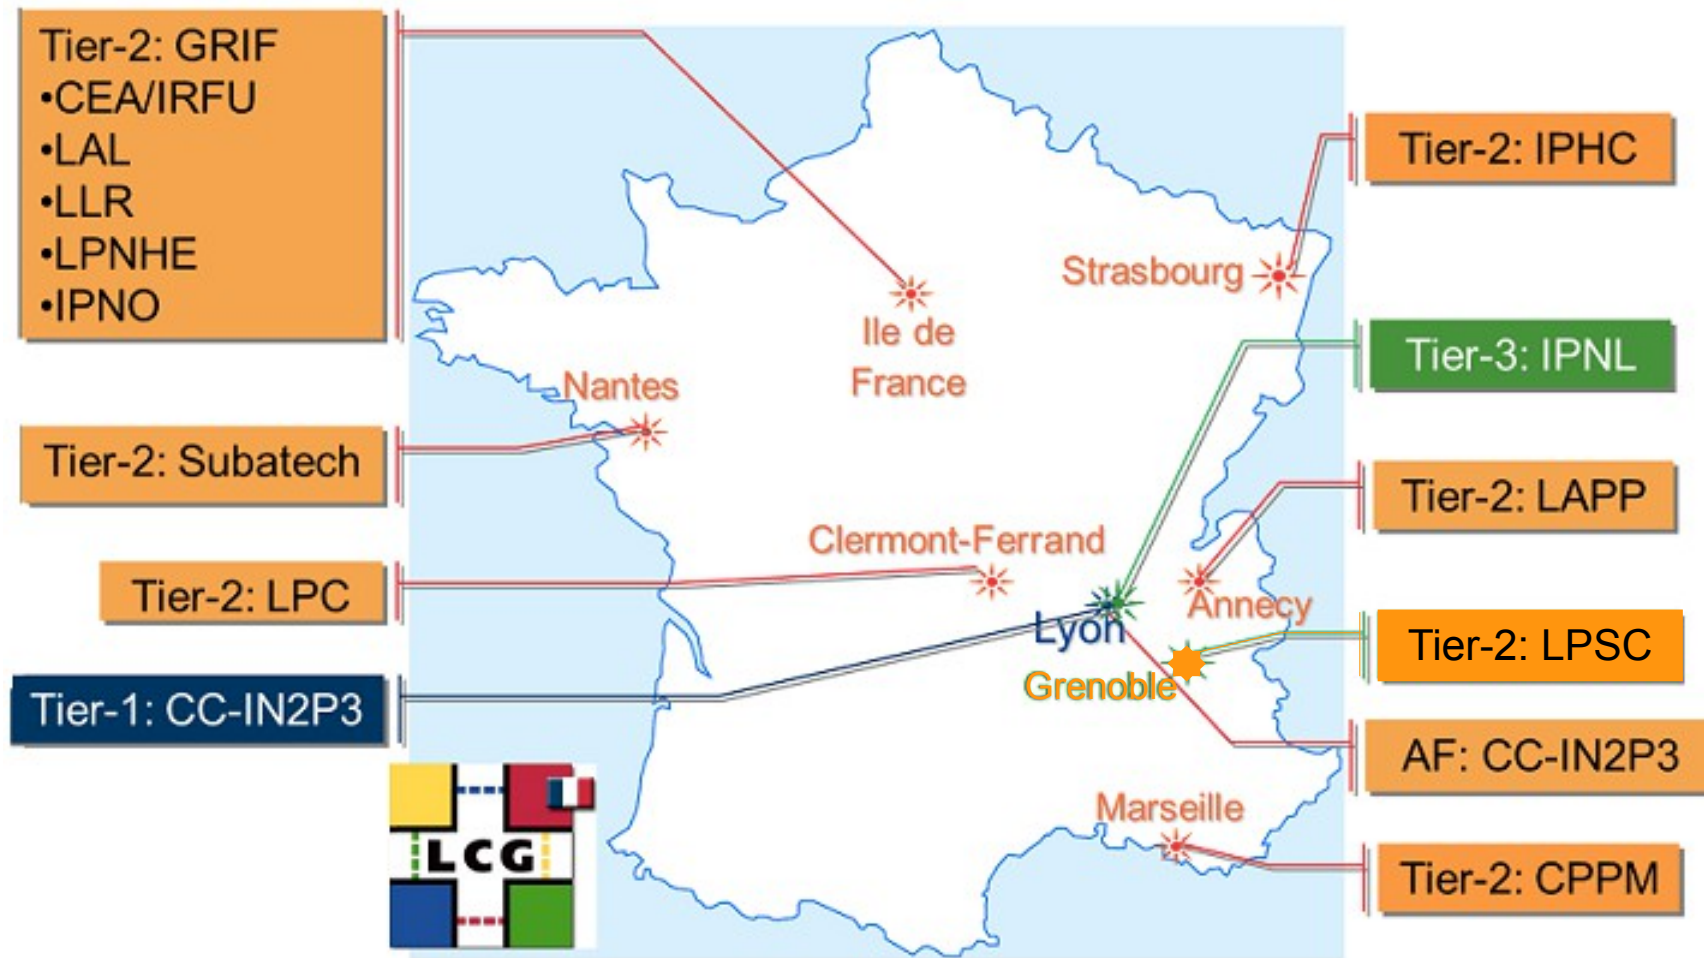 Tier-2: GRIF
•CEA/IRFU
•LAL
•LLR
•LPNHE
•IPNO
Tier-2: IPHC
Strasbourg
Ile de
France
Tier-3: IPNL
Nantes
Tier-2: Subatech
Tier-2: LAPP
Clermont-Ferrand
Tier-2: LPC
Annecy
Lyon
Tier-2: LPSC
Grenoble
Tier-1: CC-IN2P3
AF: CC-IN2P3
Marseille
LCG
Tier-2: CPPM